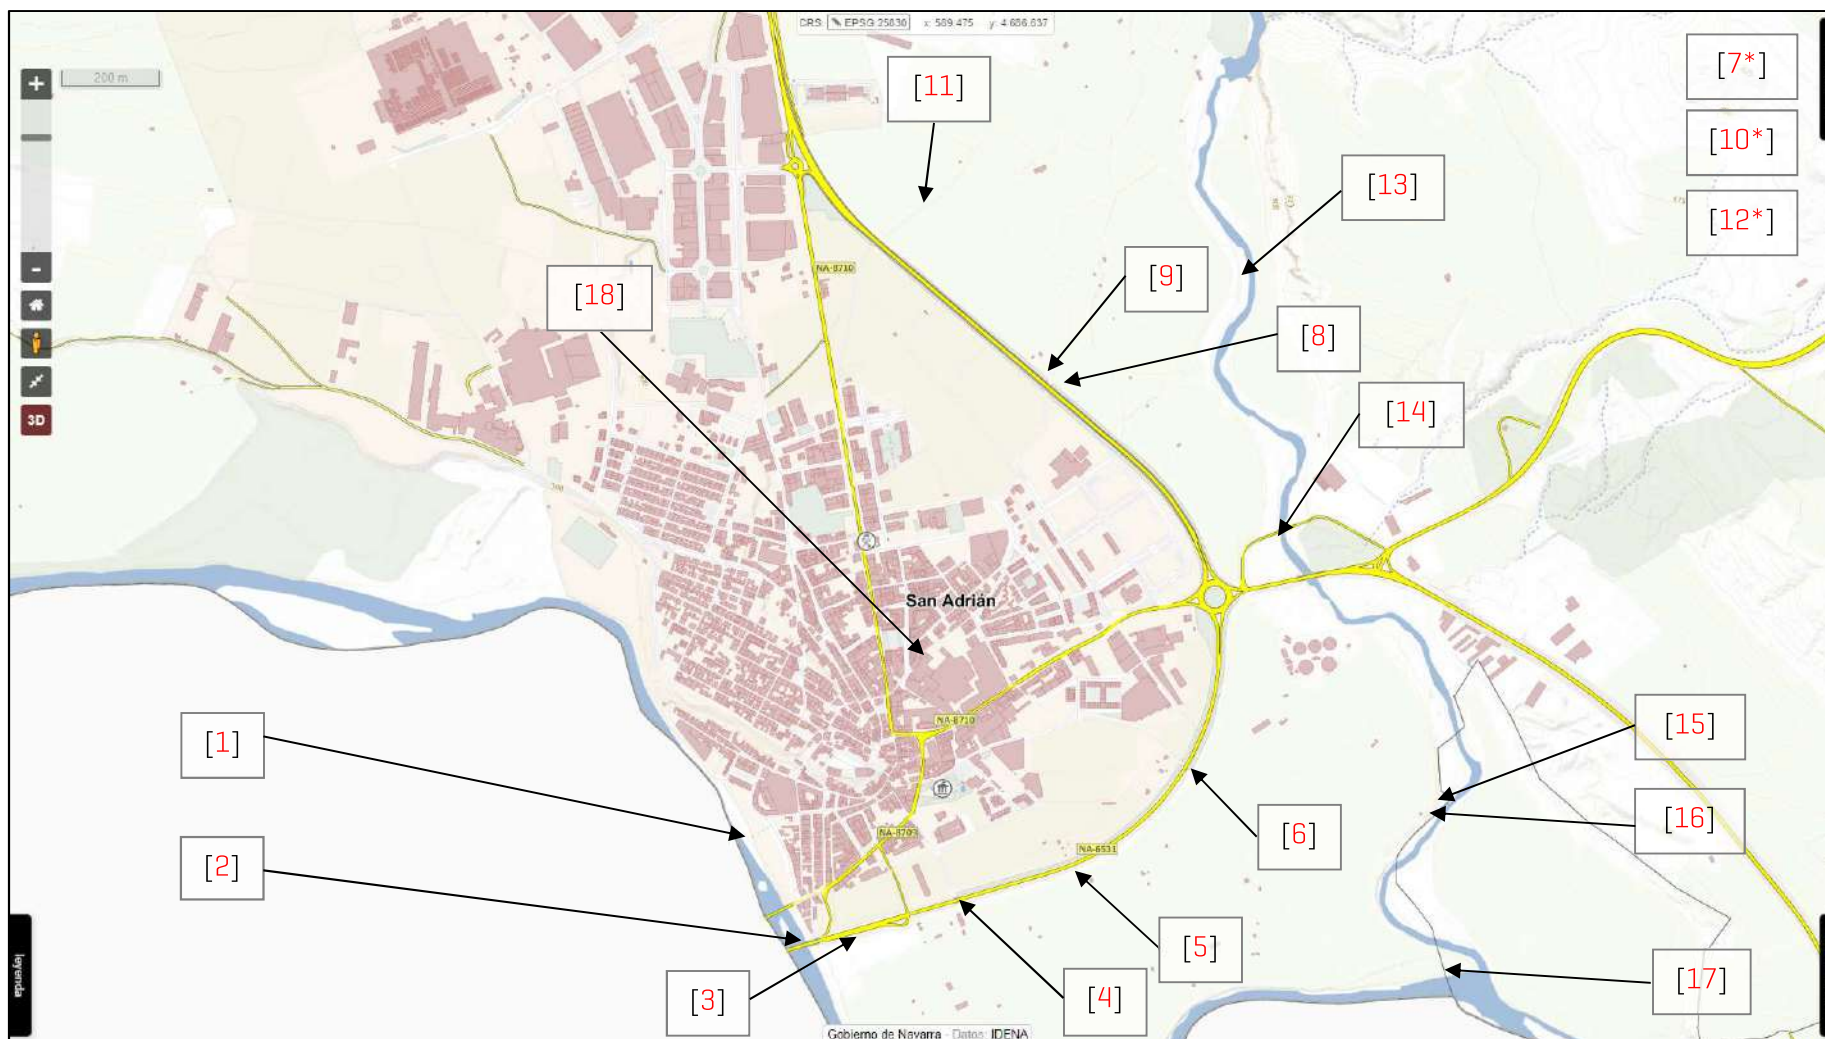 CRS: EPSG:25830 x: 589.475 y: 4.686.637
+
200 m
-
3D
leyenda
[7*]
[10*]
[12*]
[11]
[13]
[9]
[18]
[8]
[14]
NA-8710
San Adrián
NA-8710
[1]
[15]
[16]
[2]
NA-8703
NA-6531
[6]
[5]
[3]
[4]
[17]
Gobierno de Navarra - Datos: IDENA